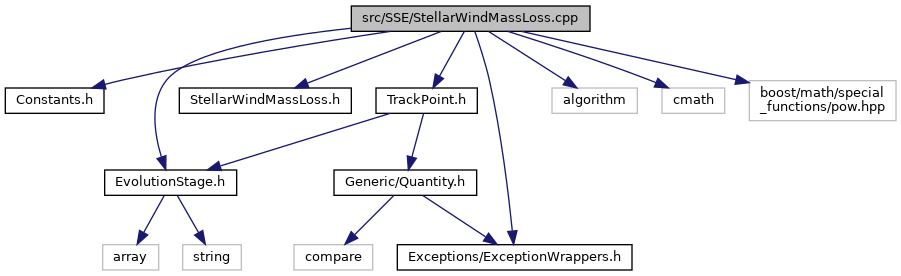 src/SSE/StellarWindMassLoss.cpp
Constants.h
StellarWindMassLoss.h
TrackPoint.h
algorithm
cmath
boost/math/special
_functions/pow.hpp
EvolutionStage.h
Generic/Quantity.h
array
string
compare
Exceptions/ExceptionWrappers.h